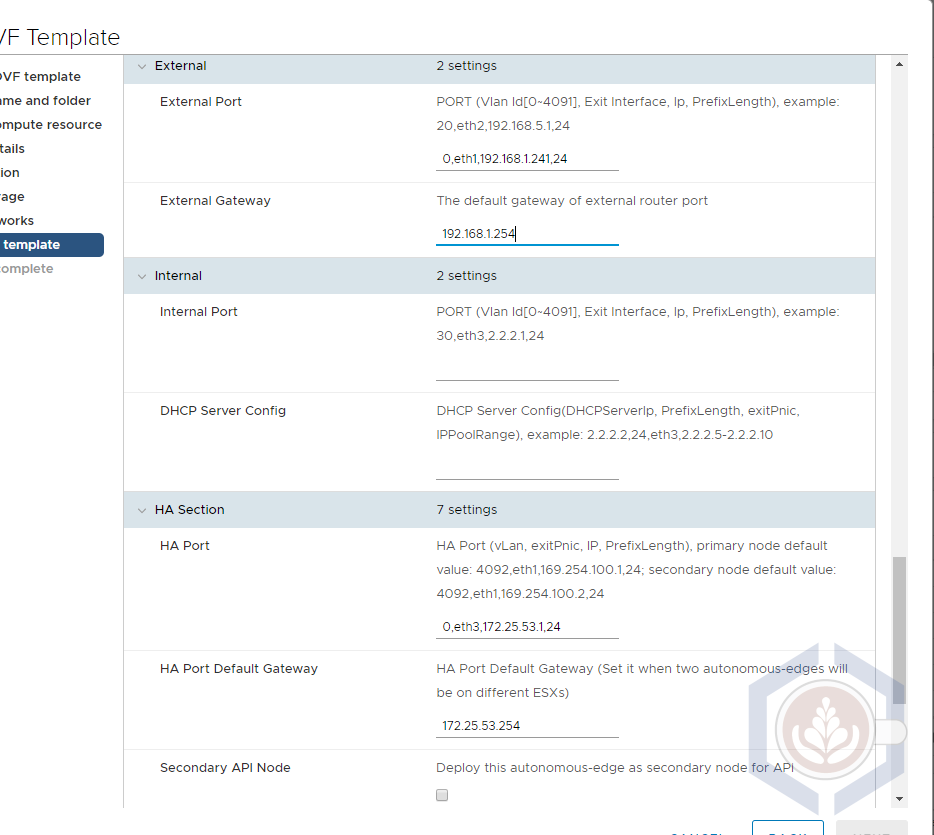 VF Template
OVF template
ame and folder
ompute resource
tails
ion
age
works
template
omplete
External 2 settings
External Port PORT (Vlan Id[0~4091], Exit Interface, Ip, PrefixLength), example:
20,eth2,192.168.5.1,24
0,eth1,192.168.1.241,24
External Gateway The default gateway of external router port
192.168.1.254
Internal 2 settings
Internal Port PORT (Vlan Id[0~4091], Exit Interface, Ip, PrefixLength), example:
30,eth3,2.2.2.1,24
DHCP Server Config DHCP Server Config(DHCPServerIp, PrefixLength, exitPnic,
IPPoolRange), example: 2.2.2.2,24,eth3,2.2.2.5-2.2.2.10
HA Section 7 settings
HA Port HA Port (vLan, exitPnic, IP, PrefixLength), primary node default
value: 4092,eth1,169.254.100.1,24; secondary node default value:
4092,eth1,169.254.100.2,24
0,eth3,172.25.53.1,24
HA Port Default Gateway HA Port Default Gateway (Set it when two autonomous-edges will
be on different ESXs)
172.25.53.254
Secondary API Node Deploy this autonomous-edge as secondary node for API
CANCEL BACK NEXT